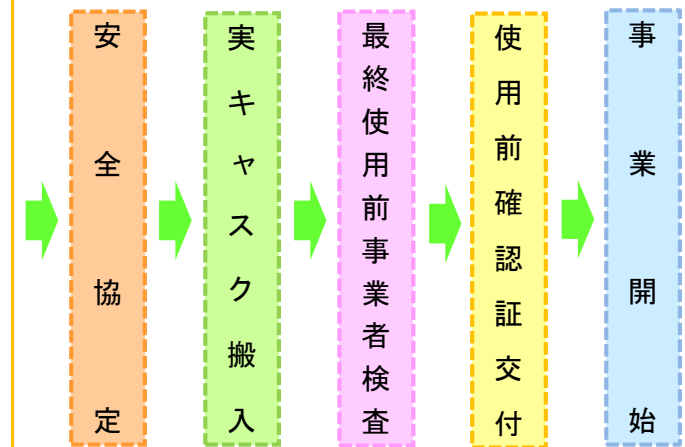 安全協定
実キャスク搬入
最終使用前事業者検査
使用前確認証交付
事業開始